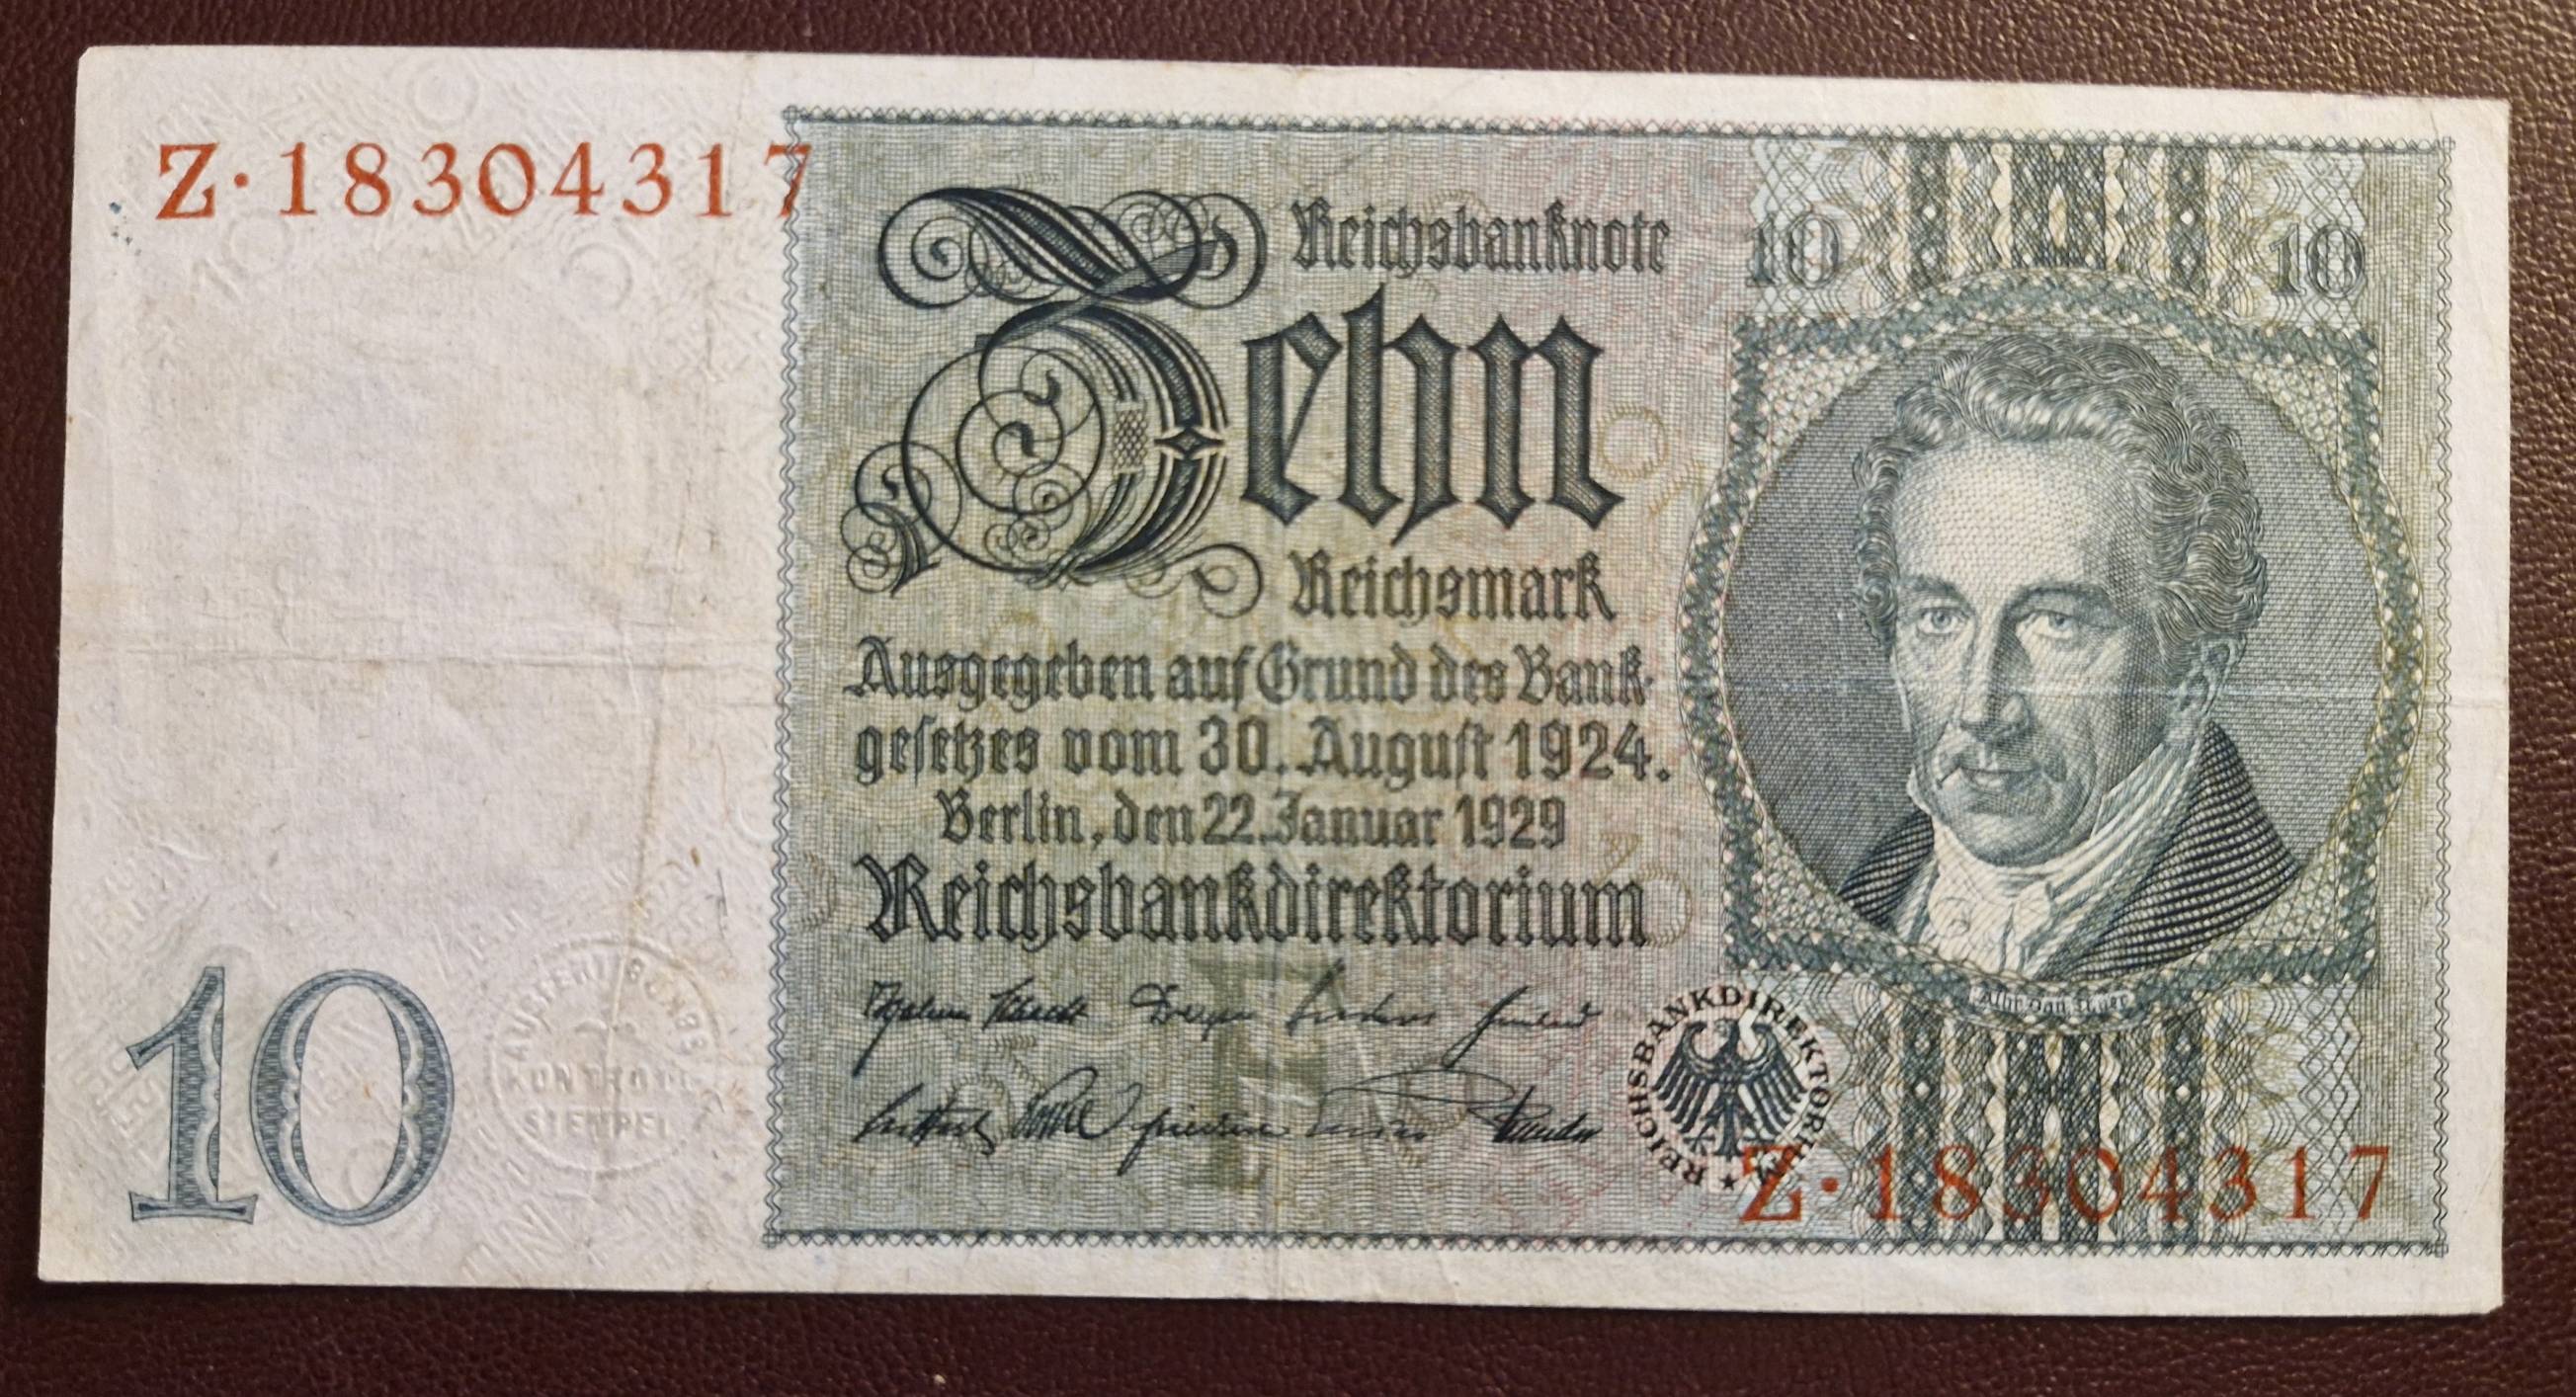 Z·18304317
Reichsbanknote
10 10
Zehn
Reichsmark
Ausgegeben auf Grund des Bank-
gesetzes vom 30. August 1924.
Berlin, den 22. Januar 1929
Reichsbankdirektorium
REICHSBANKDIREKTORIUM
10
AUSFERTIGUNGS
KONTROLL
STEMPEL
Z·18304317